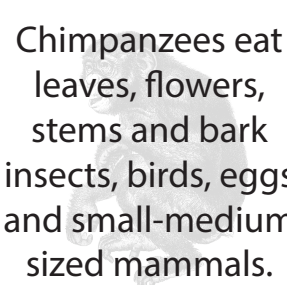 Chimpanzees eat
leaves, flowers,
stems and bark
insects, birds, eggs
and small-medium
sized mammals.